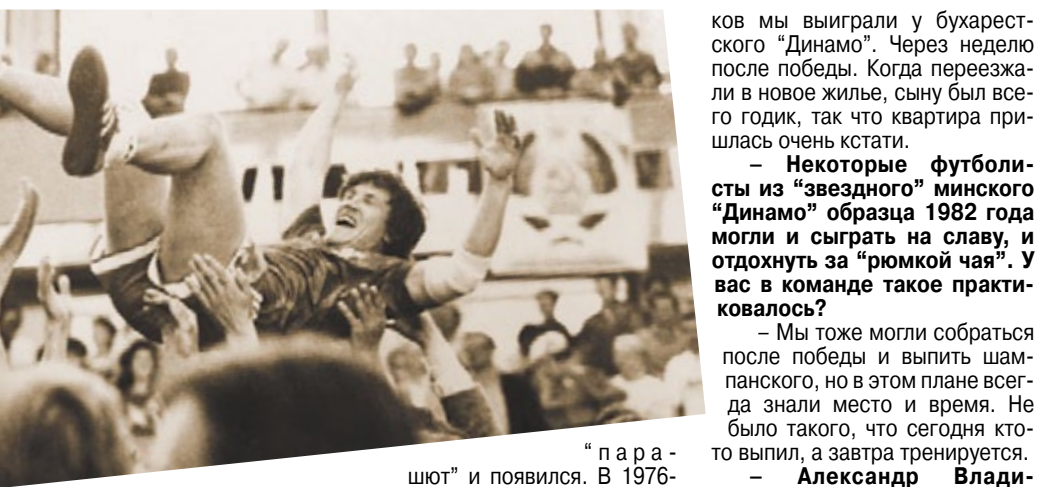 “ п а р а -
шют” и появился. В 1976-
ков мы выиграли у бухарест-
ского “Динамо”. Через неделю
после победы. Когда переезжа-
ли в новое жилье, сыну был все-
го годик, так что квартира при-
шлась очень кстати.
– Некоторые футболи-
сты из “звездного” минского
“Динамо” образца 1982 года
могли и сыграть на славу, и
отдохнуть за “рюмкой чая”. У
вас в команде такое практи-
ковалось?
– Мы тоже могли собраться
после победы и выпить шам-
панского, но в этом плане всег-
да знали место и время. Не
было такого, что сегодня кто-
то выпил, а завтра тренируется.
– Александр Влади-